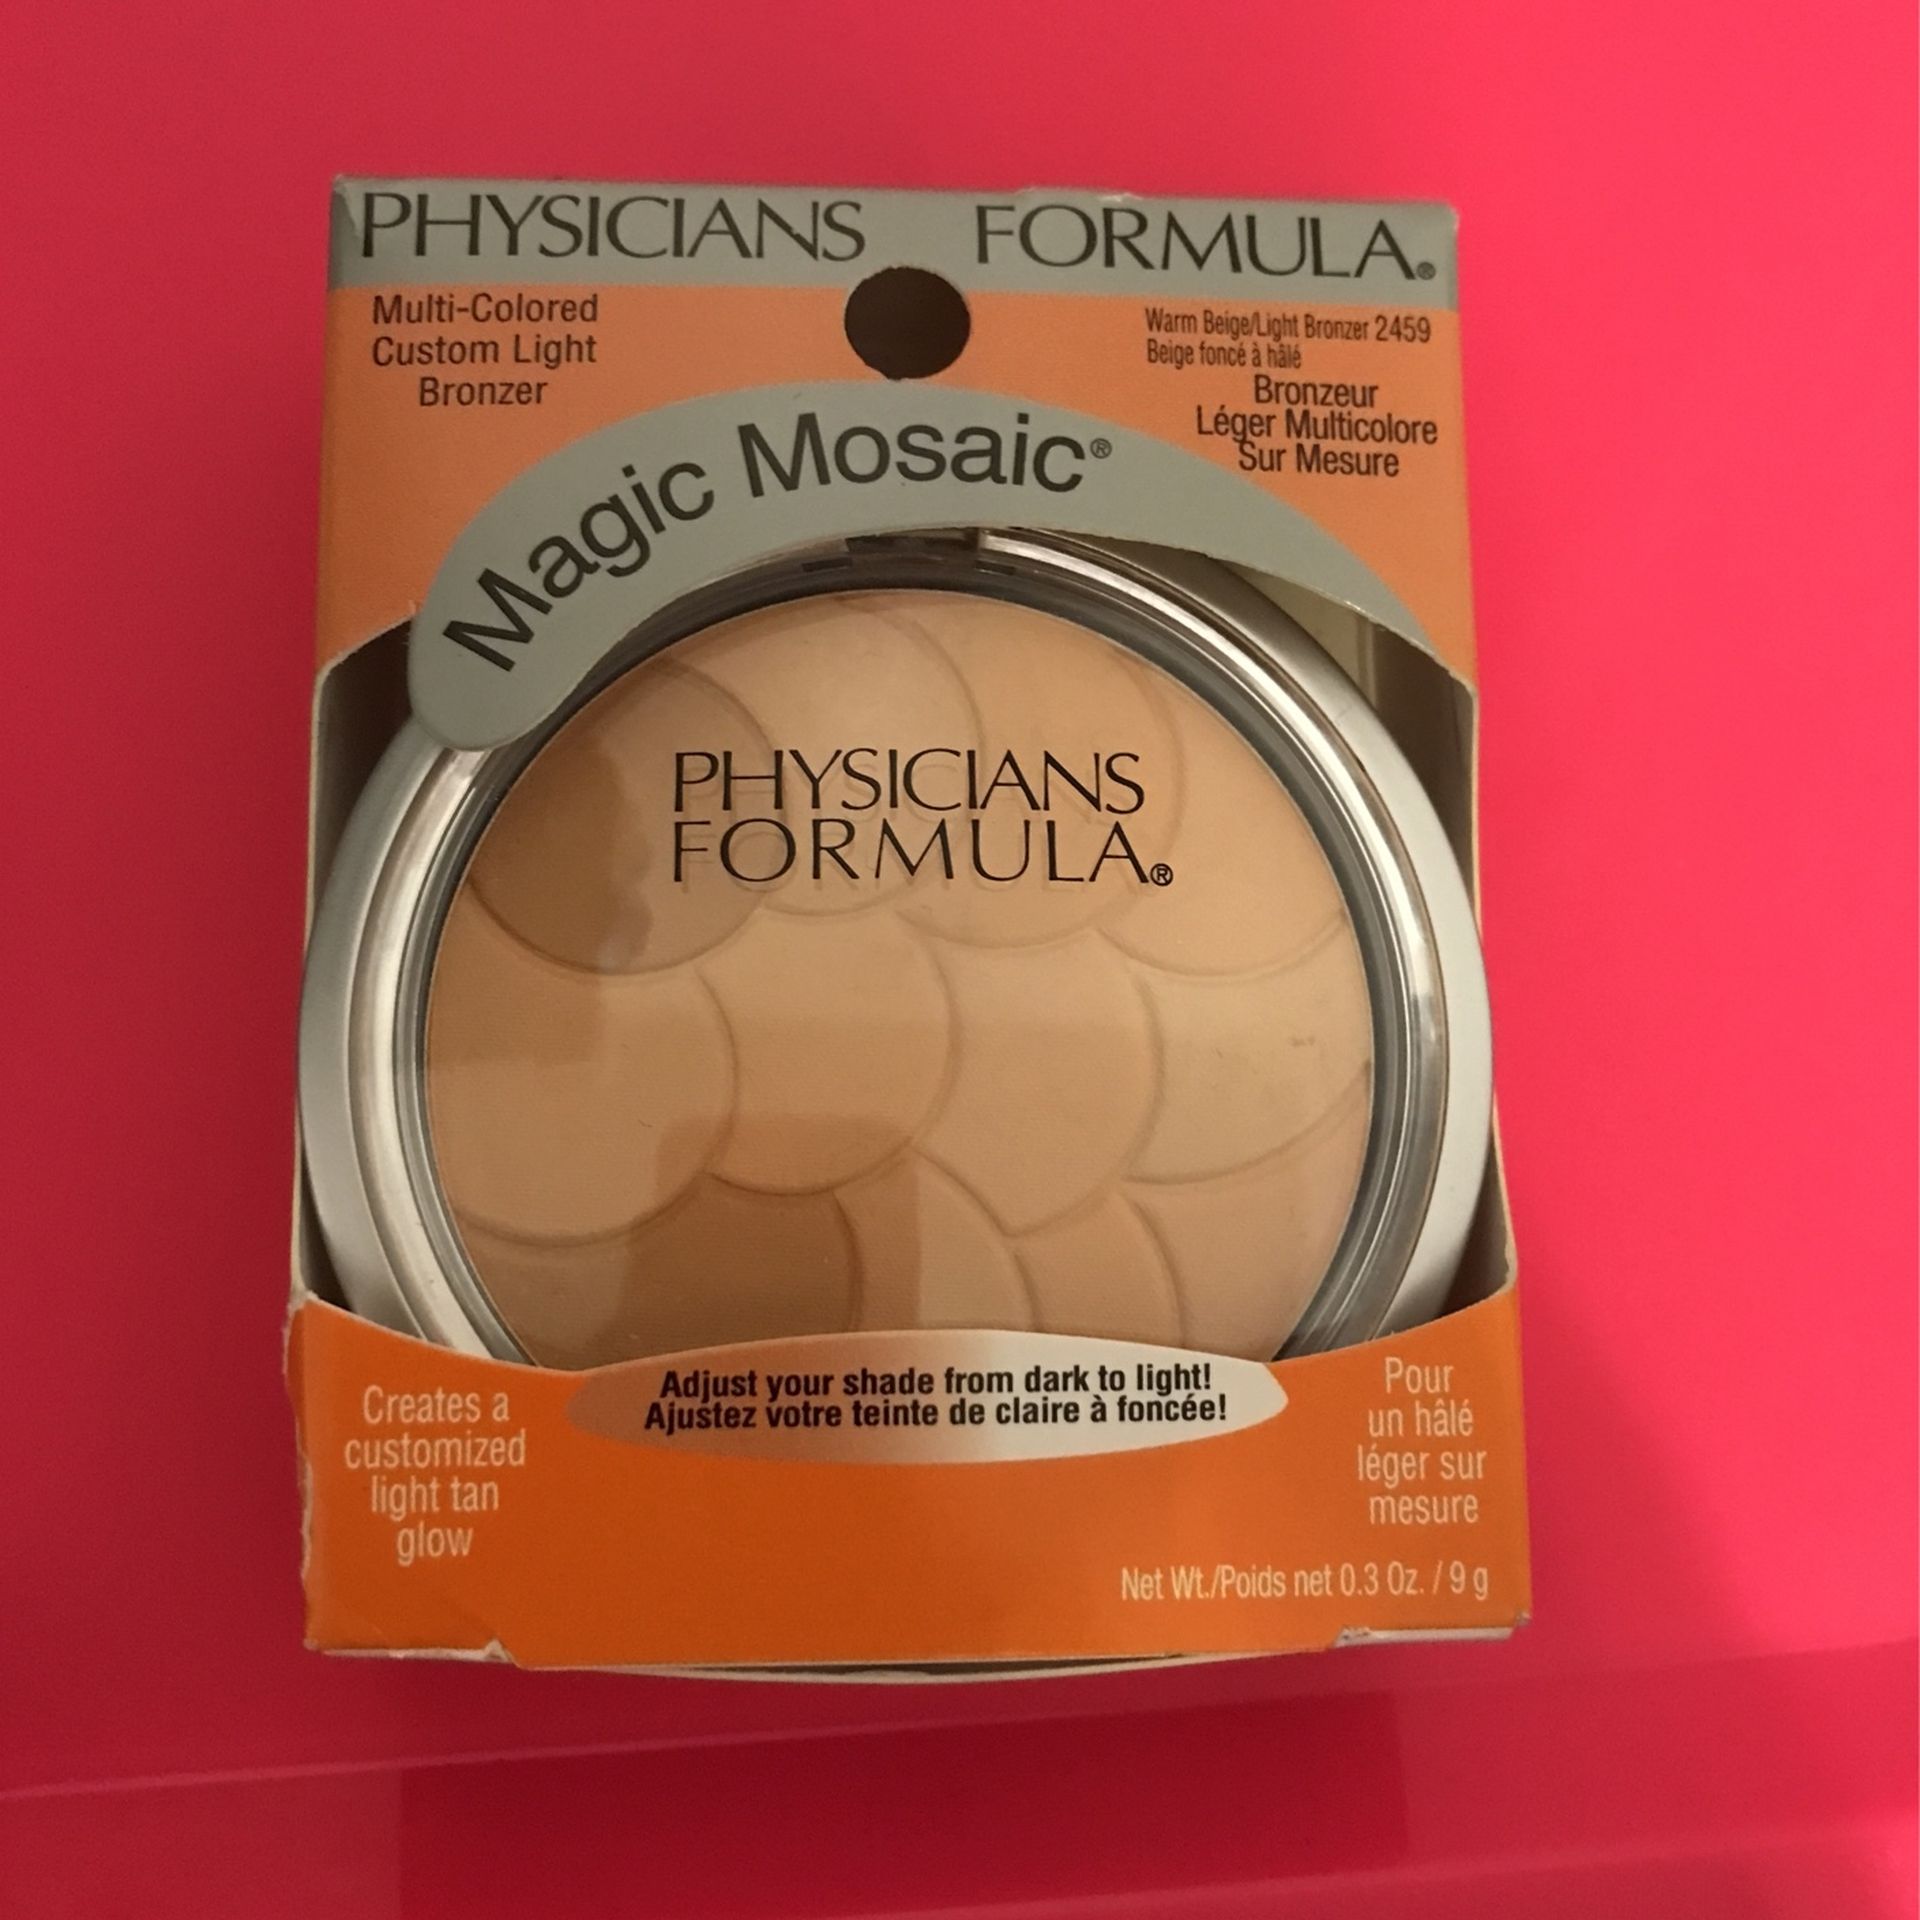 PHYSICIANS FORMULA®
Multi-Colored
Custom Light
Bronzer
Warm Beige/Light Bronzer 2459
Beige foncé à hâlé
Bronzeur
Léger Multicolore
Sur Mesure
Magic Mosaic®
PHYSICIANS
FORMULA®
Adjust your shade from dark to light!
Ajustez votre teinte de claire à foncée!
Creates a
customized
light tan
glow
Pour
un hâlé
léger sur
mesure
Net Wt./Poids net 0.3 Oz. / 9 g